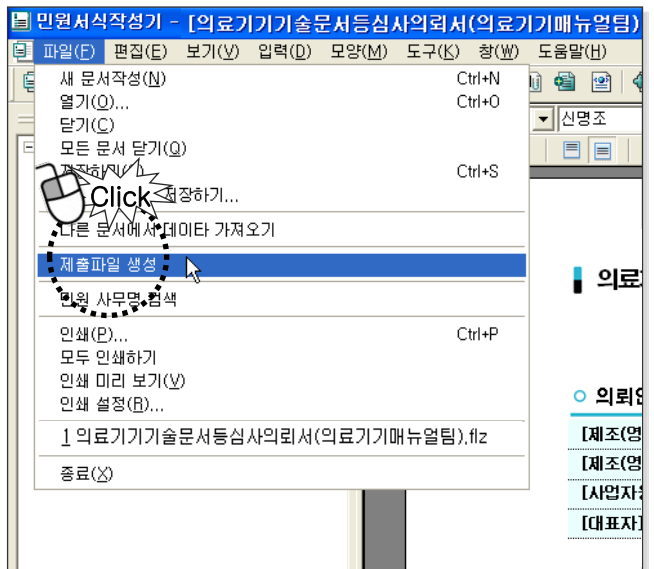 민원서식작성기 - [의료기기기술문서등심사의뢰서(의료기기매뉴얼팀)
파일(F) 편집(E) 보기(V) 입력(D) 모양(M) 도구(K) 창(W) 도움말(H)
새 문서작성(N) Ctrl+N
열기(O)... Ctrl+O
닫기(C)
모든 문서 닫기(Q)
신명조
Ctrl+S
Click 저장하기...
다른 문서에서 데이타 가져오기
제출파일 생성
민원 사무명 검색
인쇄(P)... Ctrl+P
모두 인쇄하기
인쇄 미리 보기(V)
인쇄 설정(R)...
1 의료기기기술문서등심사의뢰서(의료기기매뉴얼팀).flz
종료(X)
의료
의뢰
[제조(영
[제조(영
[사업자
[대표자]